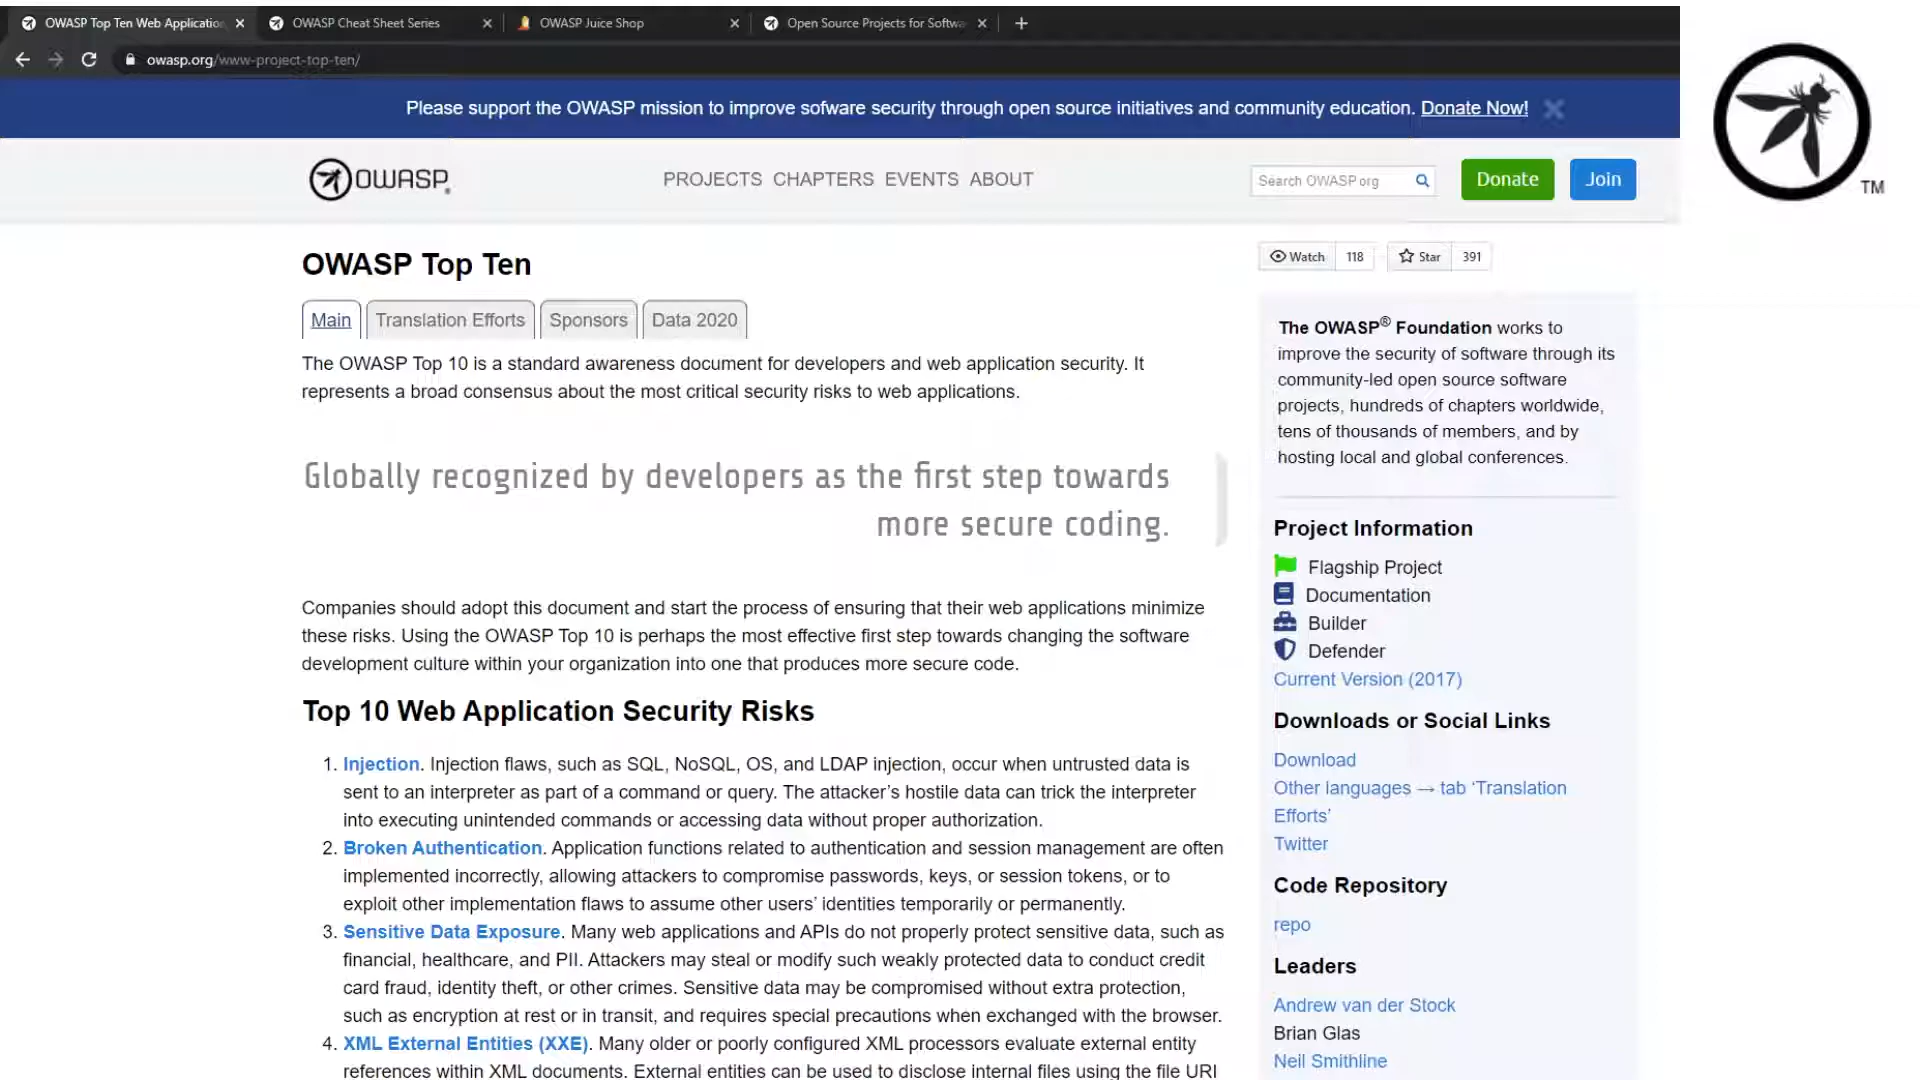 OWASP Top Ten Web Application
OWASP Cheat Sheet Series
OWASP Juice Shop
Open Source Projects for Softwa
owasp.org/www-project-top-ten/
Please support the OWASP mission to improve sofware security through open source initiatives and community education. Donate Now!
TM
OWASP
PROJECTS CHAPTERS EVENTS ABOUT
Search OWASP.org
Donate
Join
OWASP Top Ten
Watch 118
Star 391
Main
Translation Efforts
Sponsors
Data 2020
The OWASP Top 10 is a standard awareness document for developers and web application security. It
represents a broad consensus about the most critical security risks to web applications.
Globally recognized by developers as the first step towards
more secure coding.
Companies should adopt this document and start the process of ensuring that their web applications minimize
these risks. Using the OWASP Top 10 is perhaps the most effective first step towards changing the software
development culture within your organization into one that produces more secure code.
Top 10 Web Application Security Risks
1. Injection. Injection flaws, such as SQL, NoSQL, OS, and LDAP injection, occur when untrusted data is
sent to an interpreter as part of a command or query. The attacker’s hostile data can trick the interpreter
into executing unintended commands or accessing data without proper authorization.
2. Broken Authentication. Application functions related to authentication and session management are often
implemented incorrectly, allowing attackers to compromise passwords, keys, or session tokens, or to
exploit other implementation flaws to assume other users’ identities temporarily or permanently.
3. Sensitive Data Exposure. Many web applications and APIs do not properly protect sensitive data, such as
financial, healthcare, and PII. Attackers may steal or modify such weakly protected data to conduct credit
card fraud, identity theft, or other crimes. Sensitive data may be compromised without extra protection,
such as encryption at rest or in transit, and requires special precautions when exchanged with the browser.
4. XML External Entities (XXE). Many older or poorly configured XML processors evaluate external entity
references within XML documents. External entities can be used to disclose internal files using the file URI
The OWASP® Foundation works to
improve the security of software through its
community-led open source software
projects, hundreds of chapters worldwide,
tens of thousands of members, and by
hosting local and global conferences.
Project Information
Flagship Project
Documentation
Builder
Defender
Current Version (2017)
Downloads or Social Links
Download
Other languages → tab ‘Translation
Efforts’
Twitter
Code Repository
repo
Leaders
Andrew van der Stock
Brian Glas
Neil Smithline